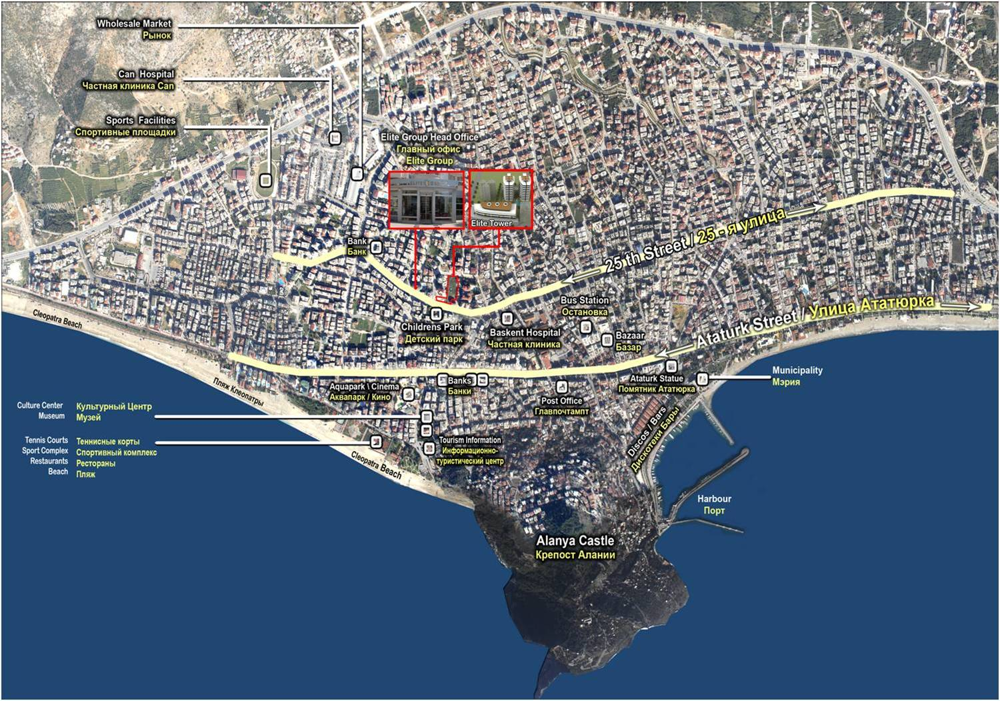 Wholesale Market
Рынок
Can Hospital
Частная клиника Can
Sports Facilities
Спортивные площадки
Elite Group Head Office
Главный офис
Elite Group
Elite Tower
Bank
Банк
25 th Street / 25 - я улица
Bus Station
Остановка
Ataturk Street / Улица Ататюрка
Childrens Park
Детский парк
Baskent Hospital
Частная клиника
Bazaar
Базар
Cleopatra Beach
Пляж Клеопатры
Aquapark \ Cinema
Аквапарк / Кино
Banks
Банки
Ataturk Statue
Помятник Ататюрка
Municipality
Мэрия
Post Office
Главпочтампт
Culture Center
Museum
Культурный Центр
Музей
Discos / Bars
Дискотеки Бары
Tennis Courts
Sport Complex
Restaurants
Beach
Теннисные корты
Спортивный комплекс
Рестораны
Пляж
Tourism Information
Информационно-
туристический центр
Cleopatra Beach
Harbour
Порт
Alanya Castle
Крепост Алании